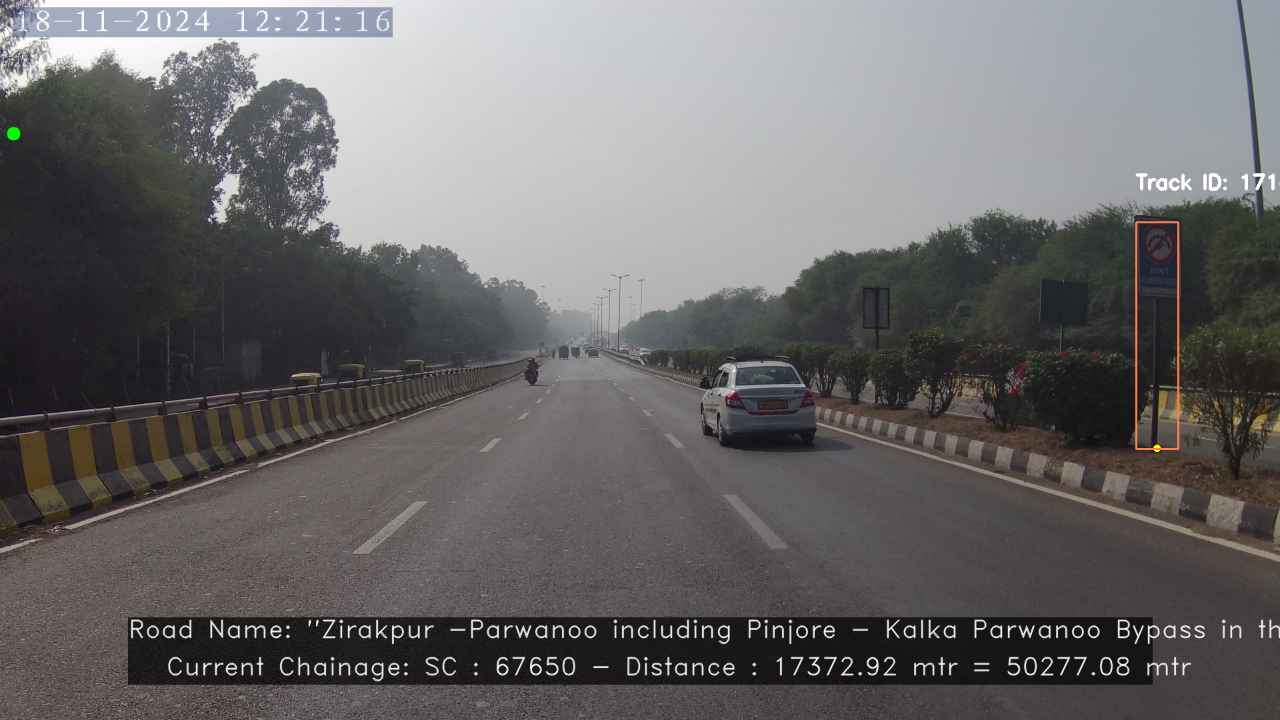 18-11-2024 12:21:16
Track ID: 171
Road Name: "Zirakpur -Parwanoo including Pinjore - Kalka Parwanoo Bypass in th
Current Chainage: SC : 67650 - Distance : 17372.92 mtr = 50277.08 mtr